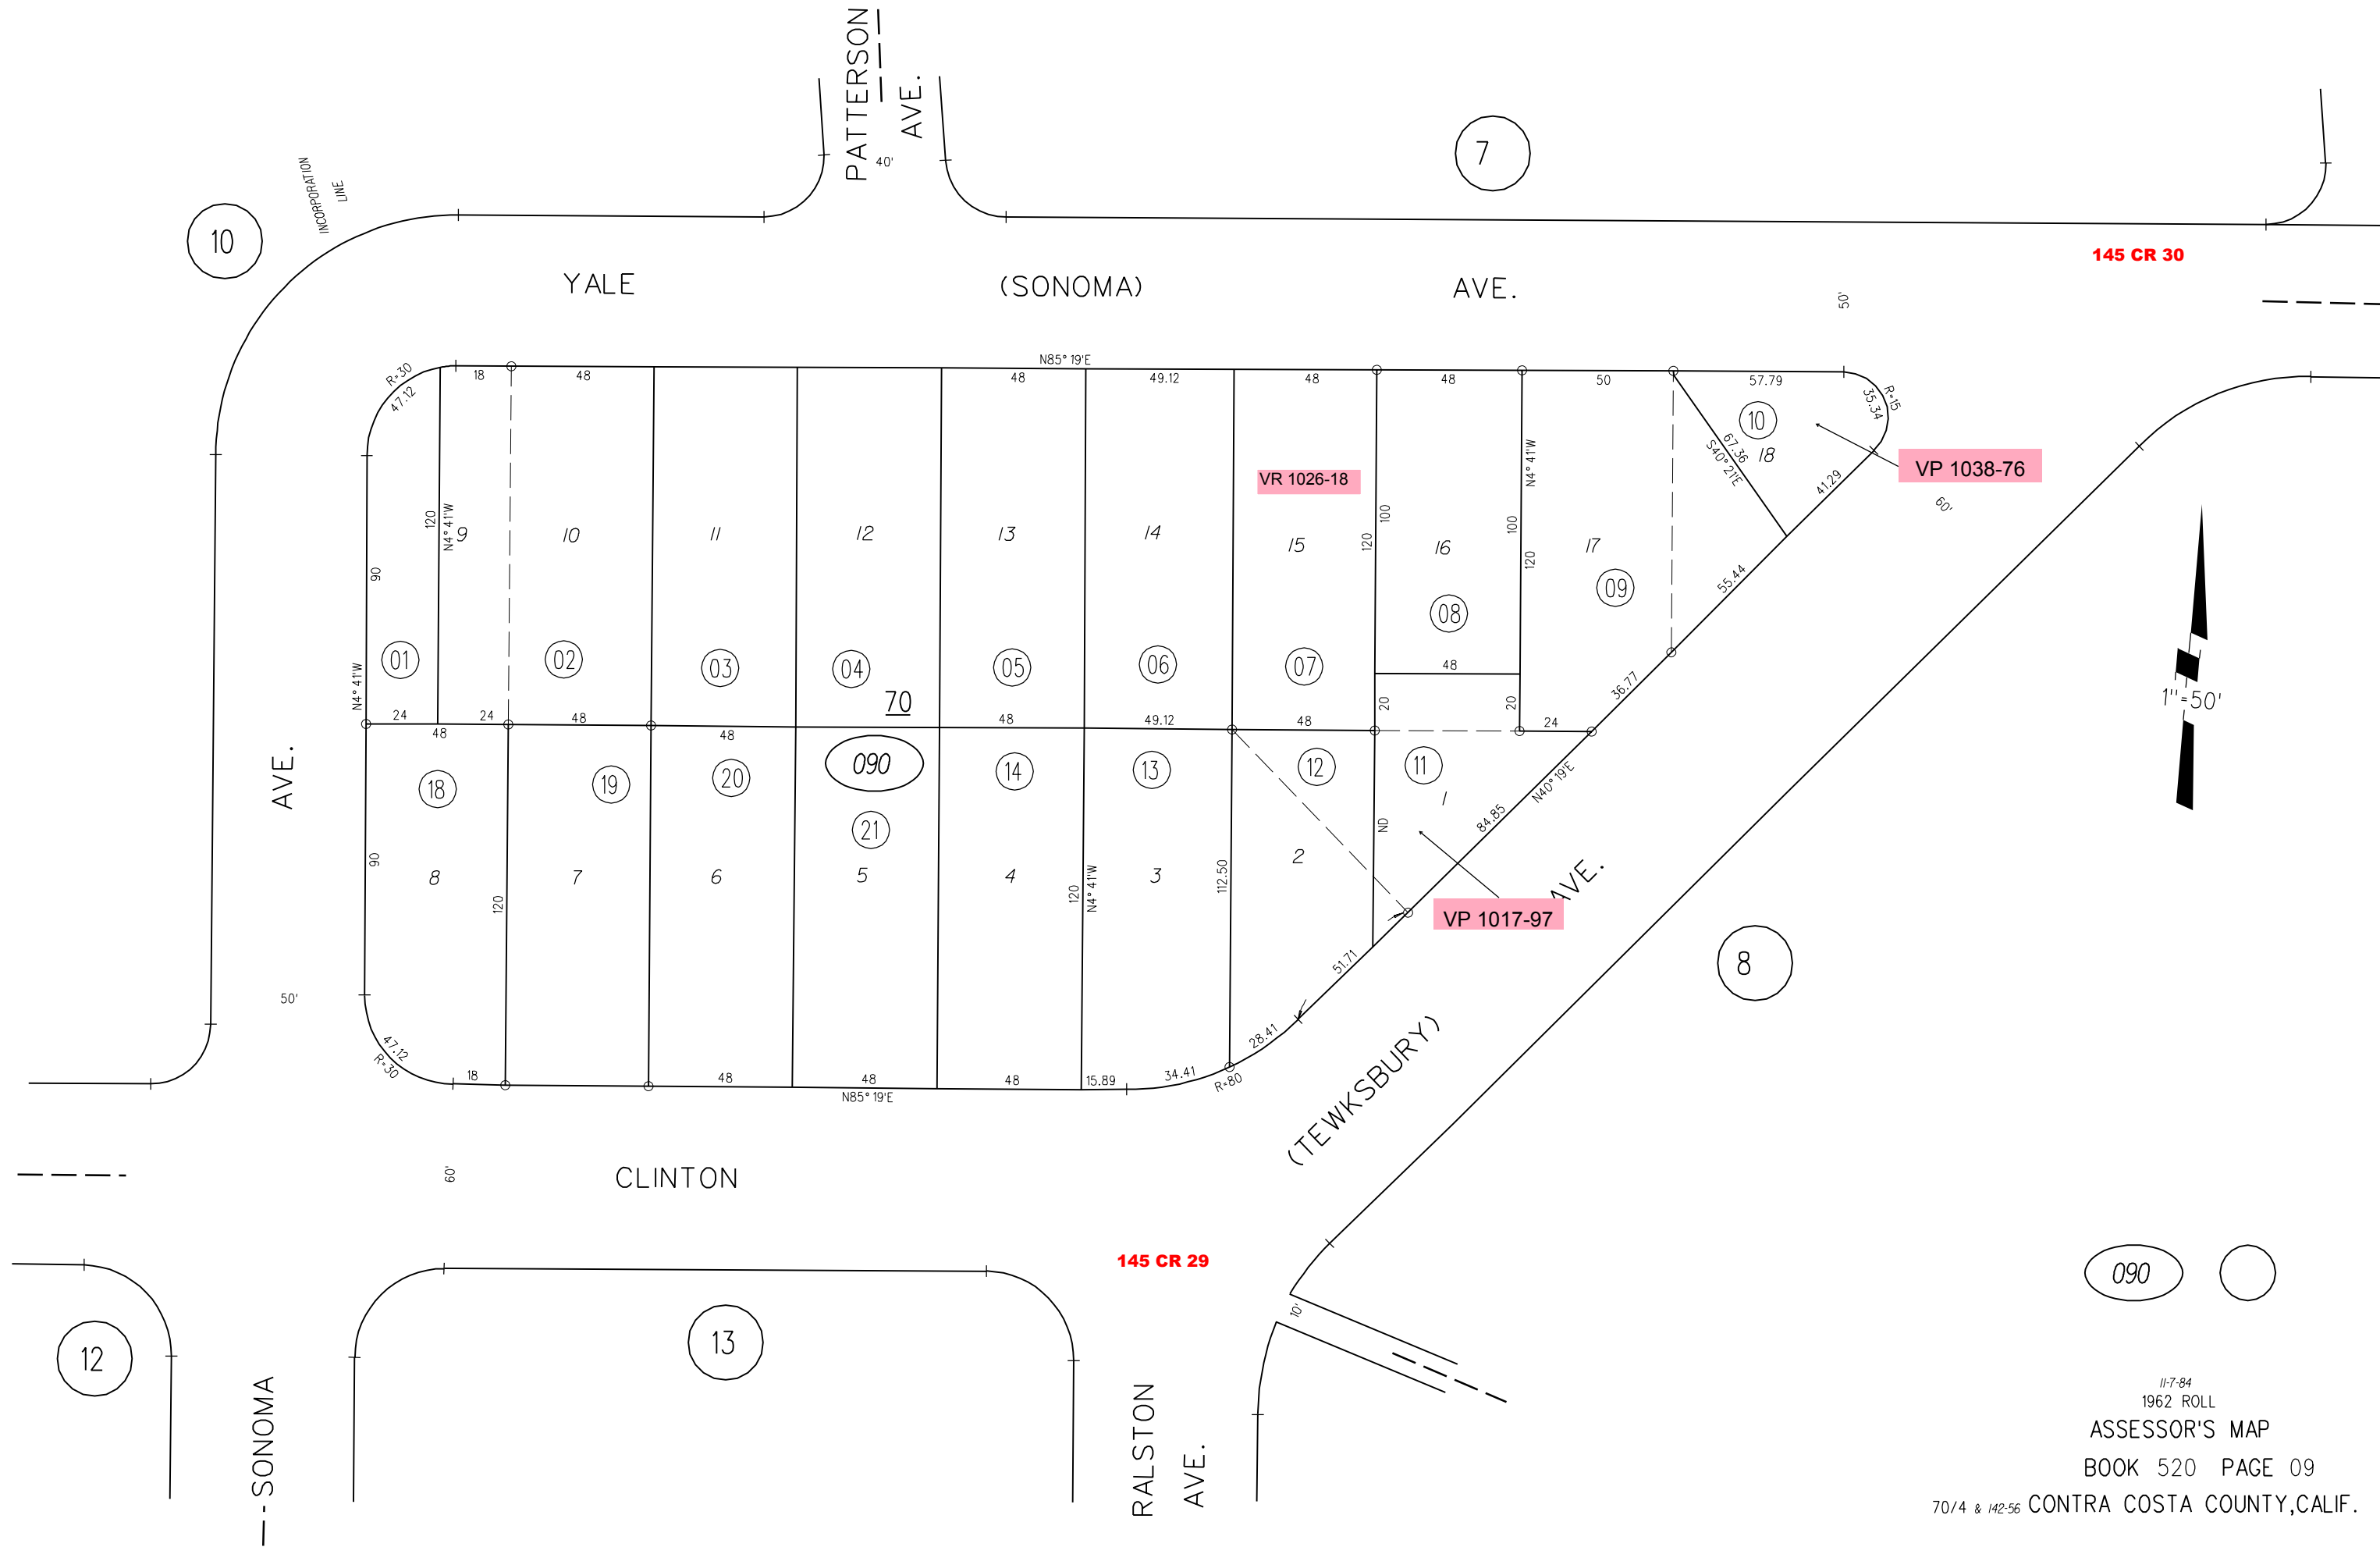 PATTERSON
AVE.
40'
7
INCORPORATION
LINE
10
145 CR 30
YALE (SONOMA) AVE.
50'
N85° 19'E
R=30
47.12
18
48
48
49.12
48
48
50
57.79
R=15
35.34
10
18
67.36
S40° 21'E
41.29
VP 1038-76
60'
VR 1026-18
N4° 41'W
100
120
100
120
120
N4° 41'W
9
10
11
12
13
14
15
16
17
90
55.44
09
08
01
02
03
04
05
06
07
N4° 41'W
48
36.77
70
20
20
24
24
48
48
49.12
48
24
48
48
1"=50'
AVE.
090
18
19
20
21
14
13
12
11
1
N40° 19'E
84.85
ND
90
8
7
6
5
4
3
2
120
120
N4° 41'W
112.50
AVE.
VP 1017-97
51.71
8
50'
47.12
R=30
18
48
48
48
15.89
34.41
28.41
R=80
N85° 19'E
(TEWKSBURY)
60'
CLINTON
145 CR 29
090
10'
12
13
SONOMA
RALSTON
AVE.
11-7-84
1962 ROLL
ASSESSOR'S MAP
BOOK 520 PAGE 09
70/4 & 142-56 CONTRA COSTA COUNTY,CALIF.